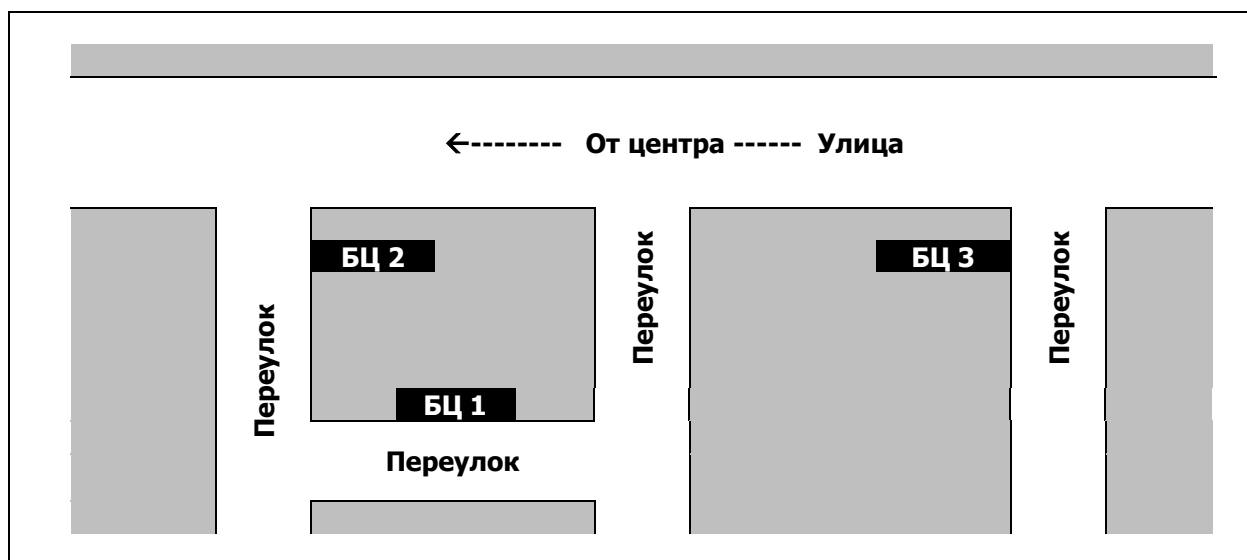 ←-------- От центра ------ Улица
БЦ 2
БЦ 3
Переулок
Переулок
Переулок
БЦ 1
Переулок